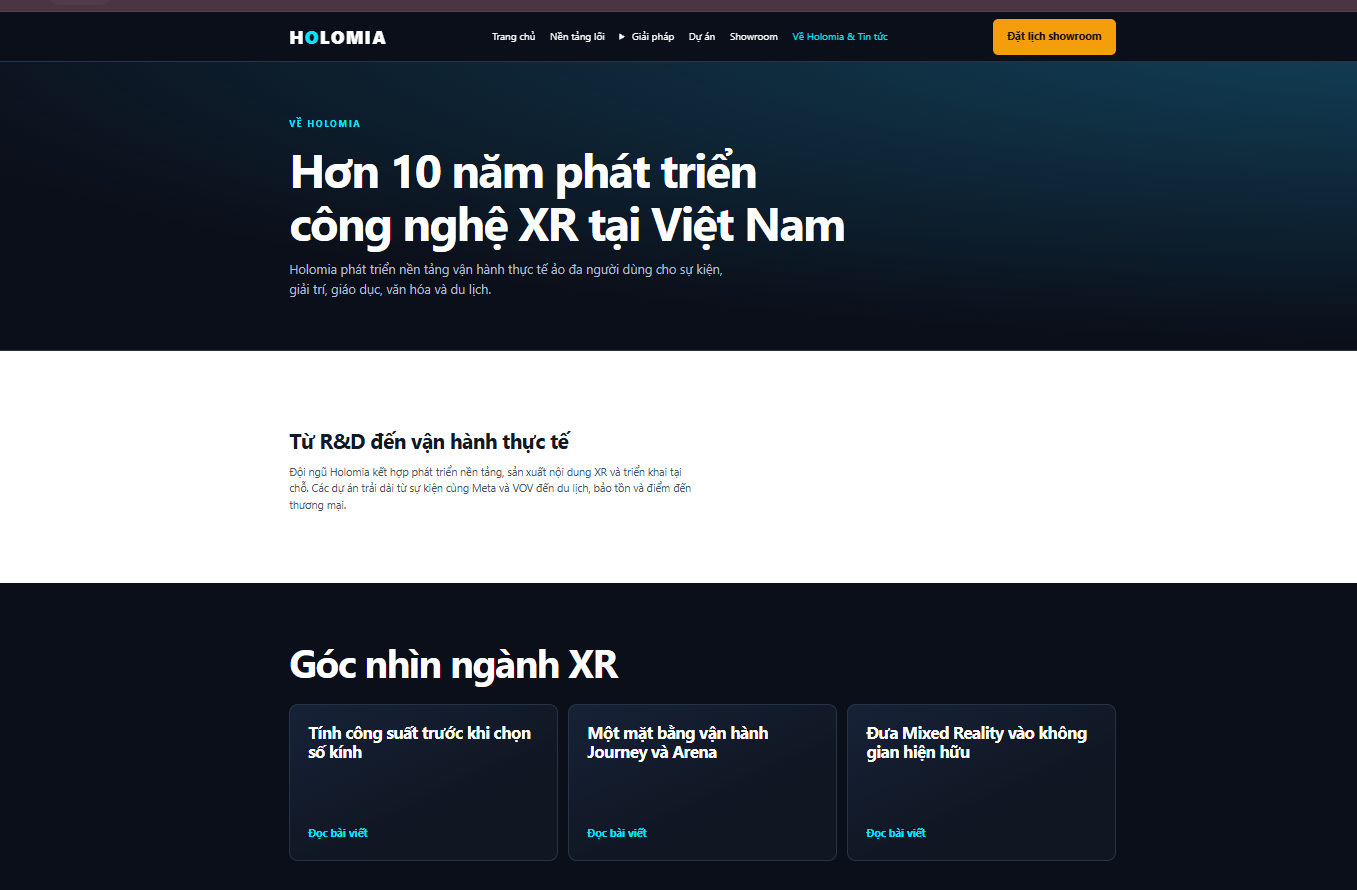 HOLOMIA
Trang chủ
Nền tảng lõi
Giải pháp
Dự án
Showroom
Về Holomia & Tin tức
Đặt lịch showroom
VỀ HOLOMIA
Hơn 10 năm phát triển
công nghệ XR tại Việt Nam
Holomia phát triển nền tảng vận hành thực tế ảo đa người dùng cho sự kiện,
giải trí, giáo dục, văn hóa và du lịch.
Từ R&D đến vận hành thực tế
Đội ngũ Holomia kết hợp phát triển nền tảng, sản xuất nội dung XR và triển khai tại
chỗ. Các dự án trải dài từ sự kiện cùng Meta và VOV đến du lịch, bảo tồn và điểm đến
thương mại.
Góc nhìn ngành XR
Tính công suất trước khi chọn
số kính
Đọc bài viết
Một mặt bằng vận hành
Journey và Arena
Đọc bài viết
Đưa Mixed Reality vào không
gian hiện hữu
Đọc bài viết